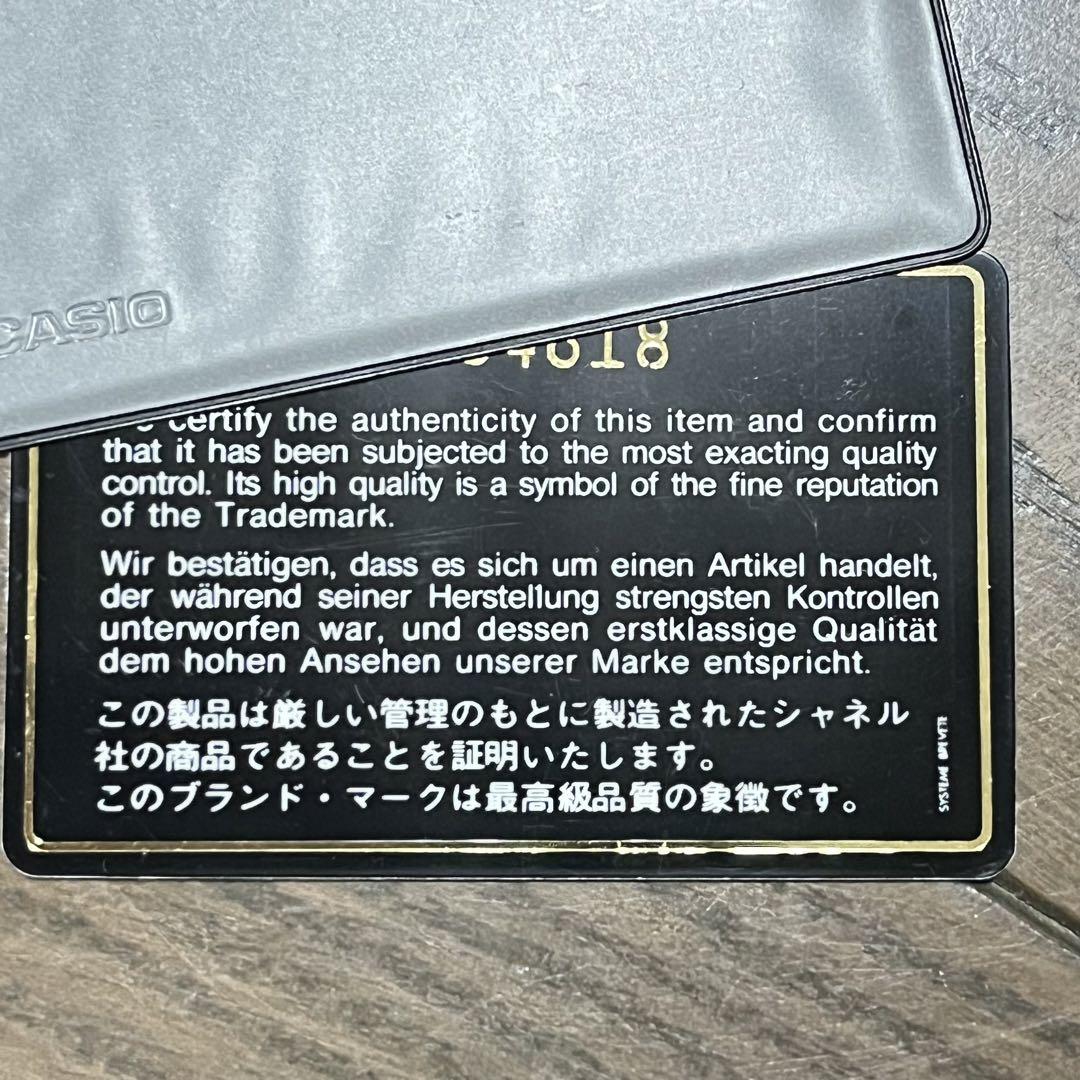 CASIO
4618
certify the authenticity of this item and confirm
that it has been subjected to the most exacting quality
control. Its high quality is a symbol of the fine reputation
of the Trademark.
Wir bestätigen, dass es sich um einen Artikel handelt,
der während seiner Herstellung strengsten Kontrollen
unterworfen war, und dessen erstklassige Qualität
dem hohen Ansehen unserer Marke entspricht.
この製品は厳しい管理のもとに製造されたシャネル
社の商品であることを証明いたします。
このブランド・マークは最高級品質の象徴です。